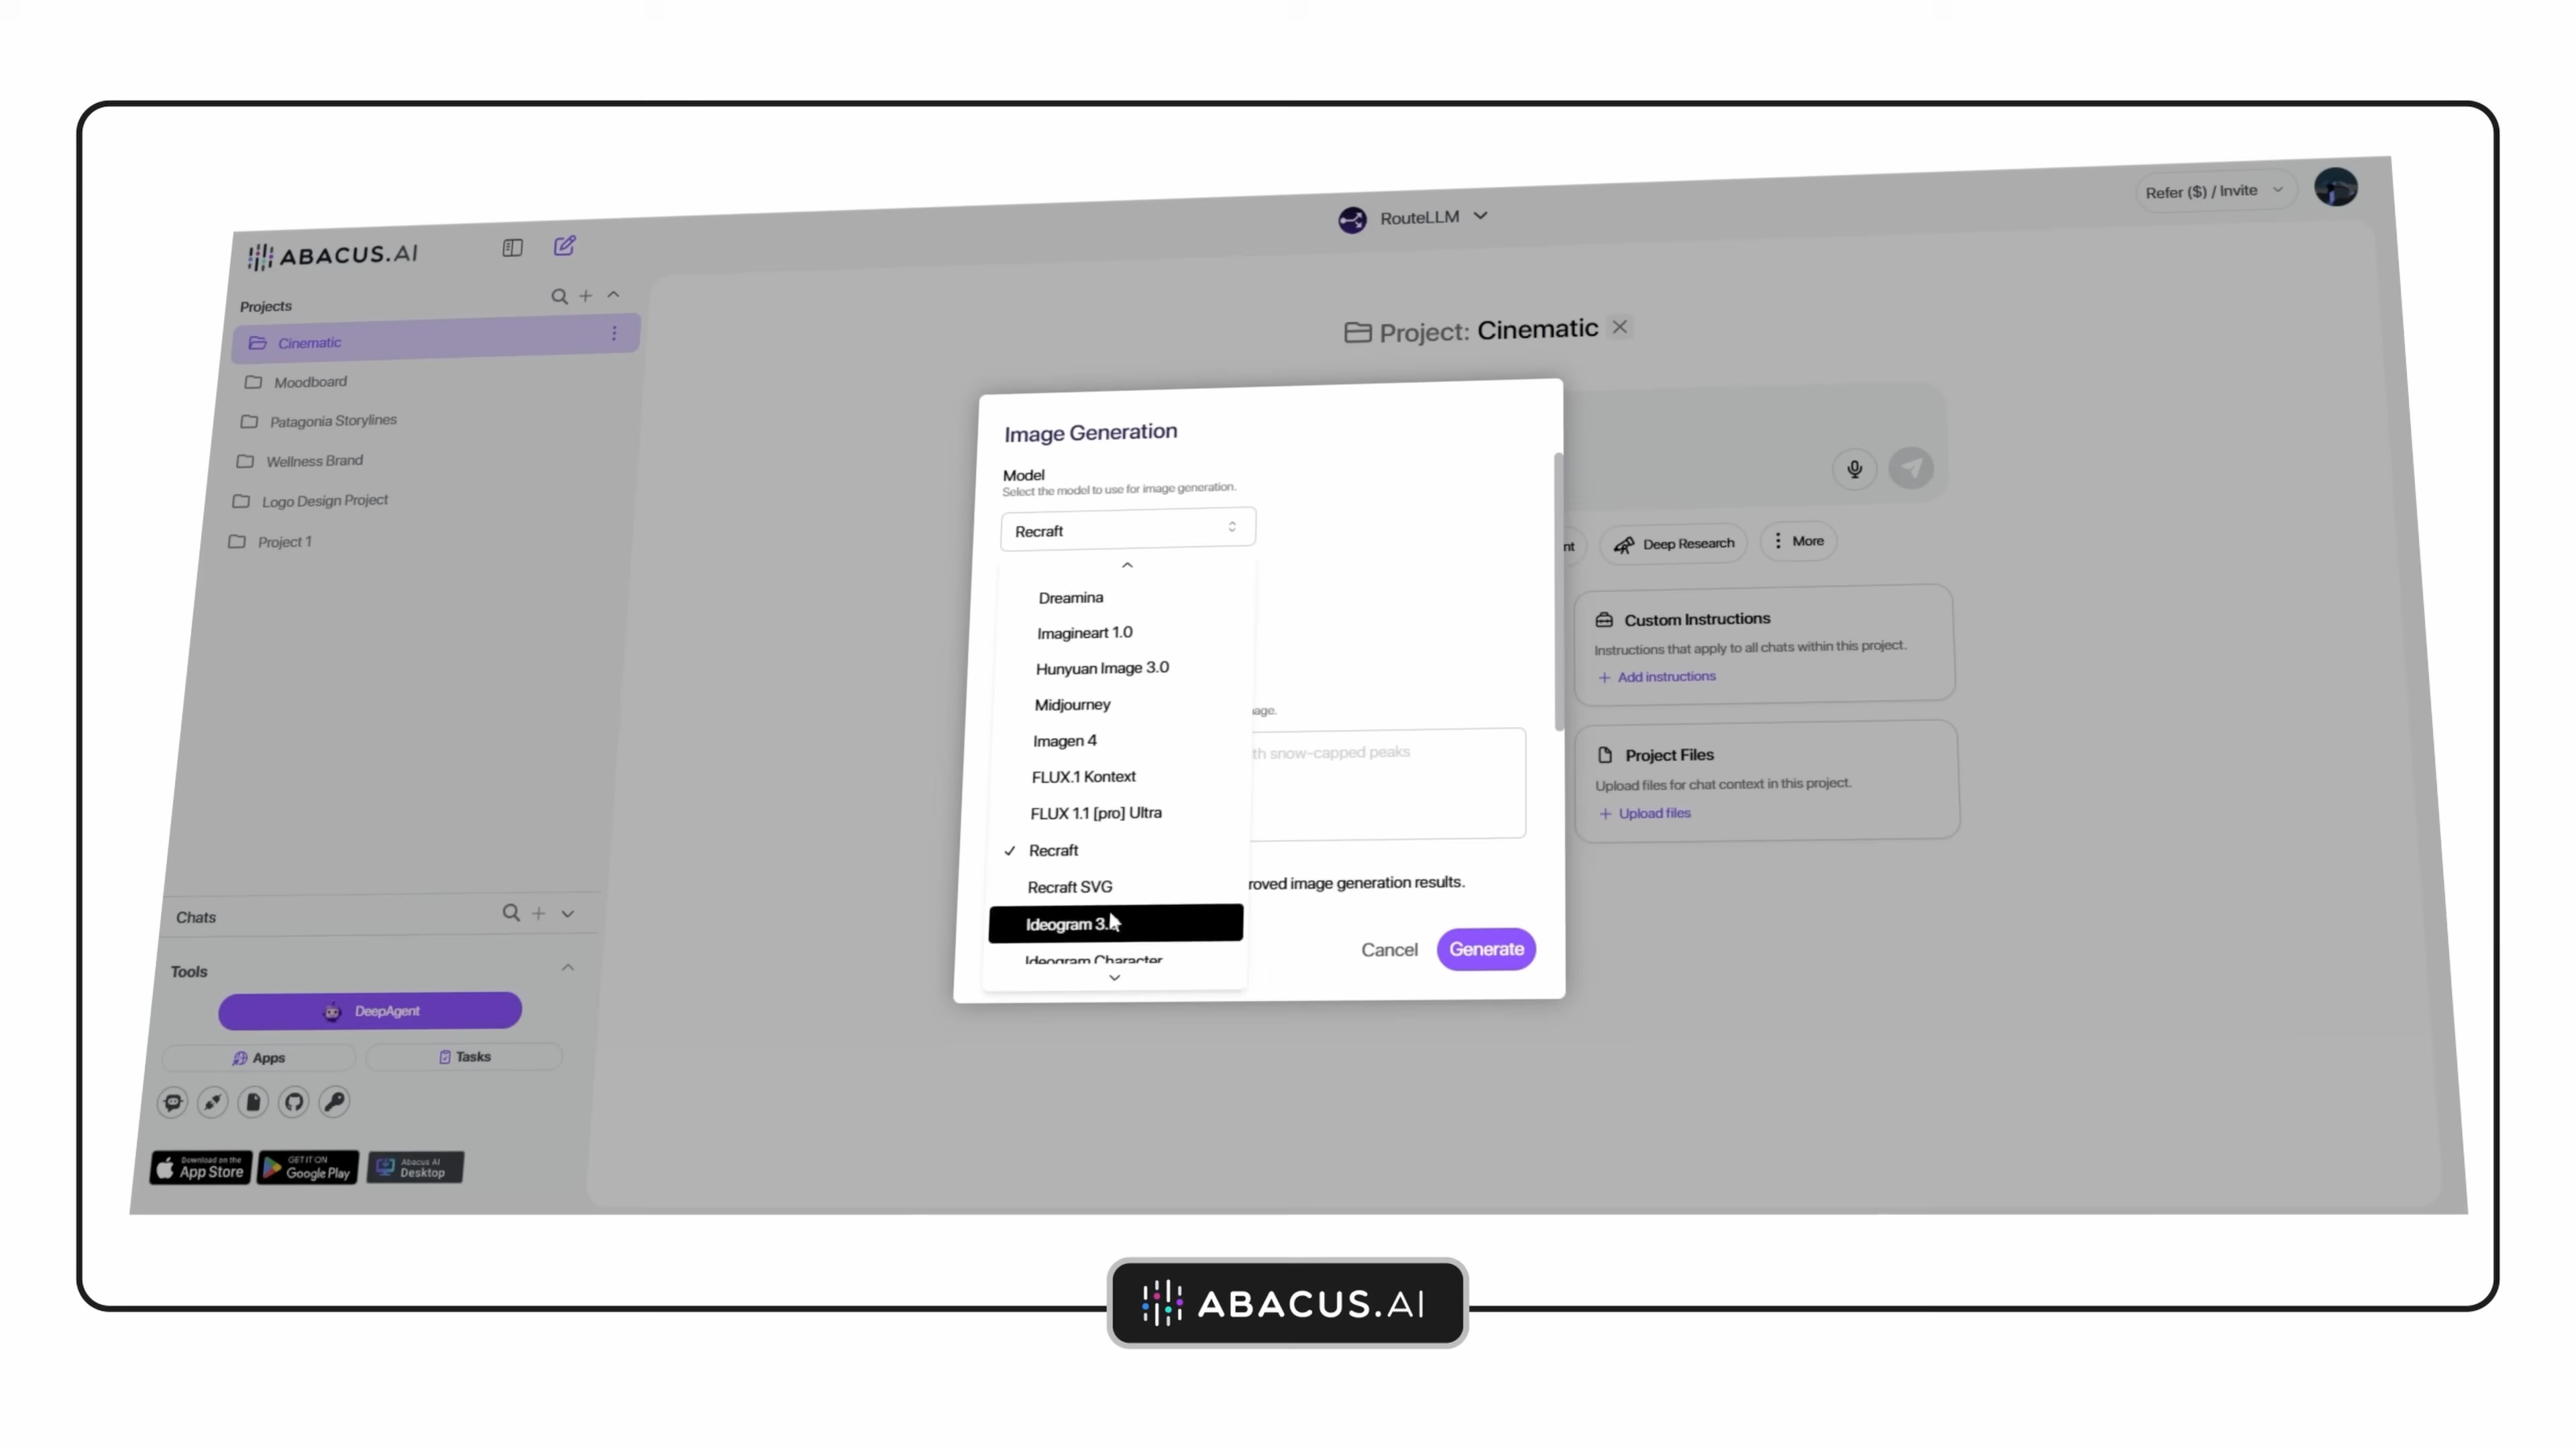 ABACUS.AI
RouteLLM
Refer ($) / Invite
Projects
Cinematic
Moodboard
Patagonia Storylines
Wellness Brand
Logo Design Project
Project 1
Project: Cinematic
Image Generation
Model
Select the model to use for image generation.
Recraft
Dreamina
Imagineart 1.0
Hunyuan Image 3.0
Midjourney
Imagen 4
FLUX.1 Kontext
FLUX 1.1 [pro] Ultra
Recraft
Recraft SVG
Ideogram 3.
Ideogram Character
th snow-capped peaks
roved image generation results.
Cancel
Generate
nt
Deep Research
More
Custom Instructions
Instructions that apply to all chats within this project.
+ Add instructions
Project Files
Upload files for chat context in this project.
+ Upload files
Chats
Tools
DeepAgent
Apps
Tasks
Download on the
App Store
GET IT ON
Google Play
Abacus AI
Desktop
ABACUS.AI